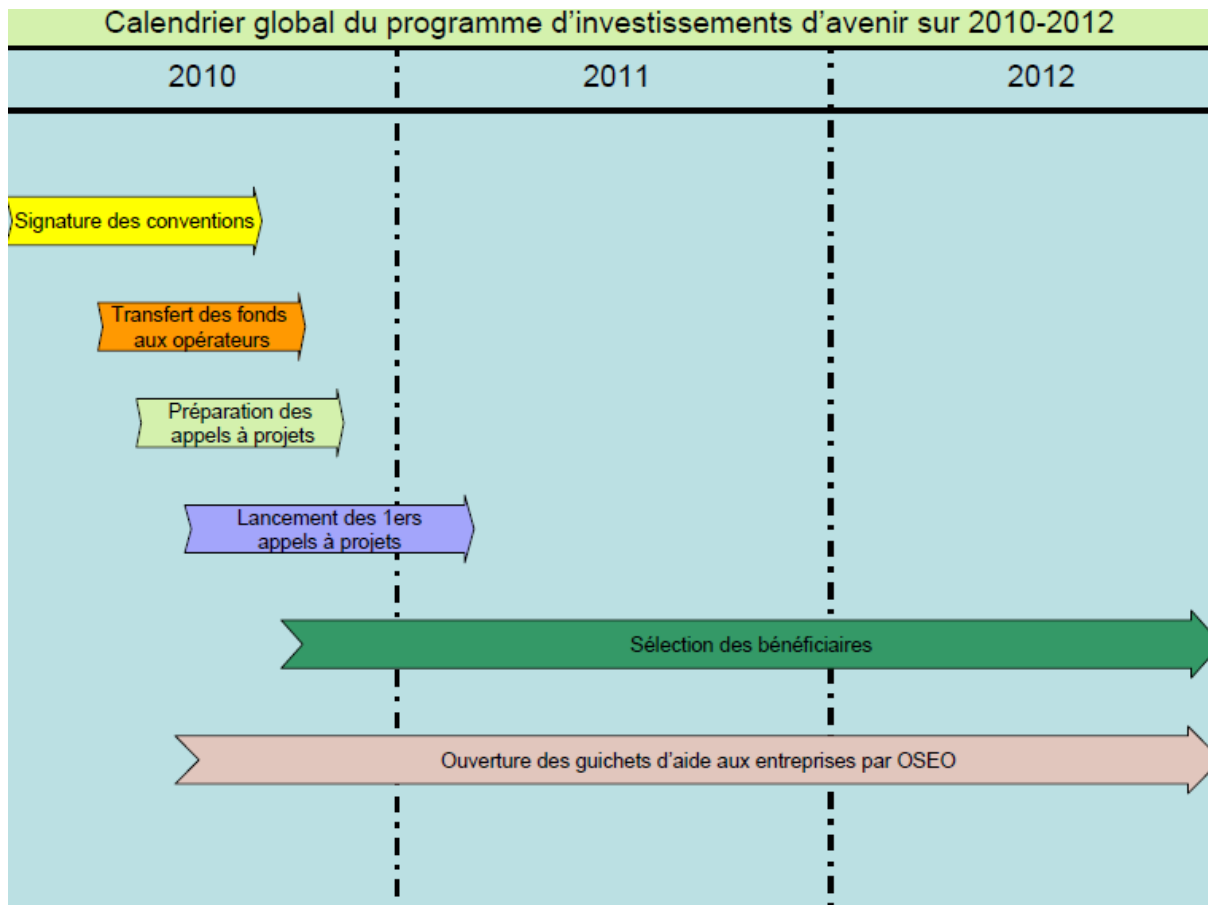 Calendrier global du programme d’investissements d’avenir sur 2010-2012
2010 2011 2012
Signature des conventions
Transfert des fonds
aux opérateurs
Préparation des
appels à projets
Lancement des 1ers
appels à projets
Sélection des bénéficiaires
Ouverture des guichets d’aide aux entreprises par OSEO